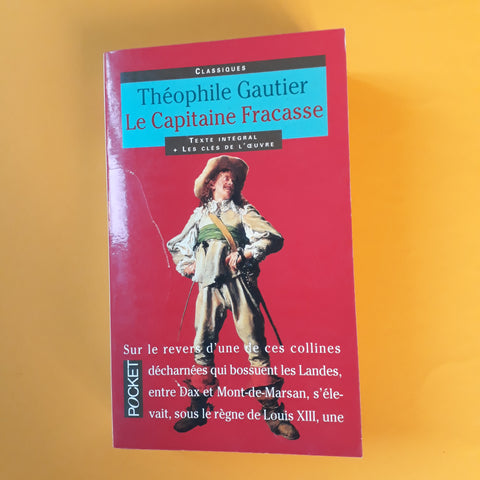 CLASSIQUES
Théophile Gautier
Le Capitaine Fracasse
TEXTE INTÉGRAL
+ LES CLÉS DE L'ŒUVRE
Sur le revers d'une de ces collines
décharnées qui bossuent les Landes,
entre Dax et Mont-de-Marsan, s'éle-
vait, sous le règne de Louis XIII, une
POCKET